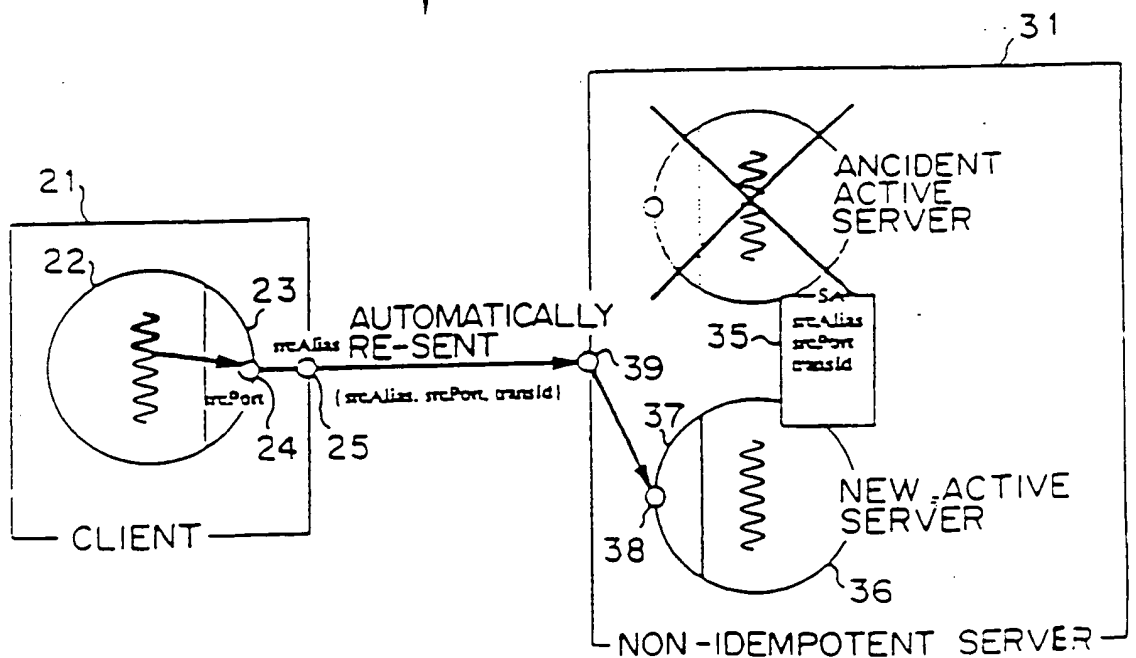 31
21
22
23
24
25
srcAlias
srcPort
AUTOMATICALLY
RE-SENT
{srcAlias, srcPort, transId}
CLIENT
ANCIDENT
ACTIVE
SERVER
SA
srcAlias
srcPort
transId
35
39
37
38
NEW ACTIVE
SERVER
36
NON-IDEMPOTENT SERVER